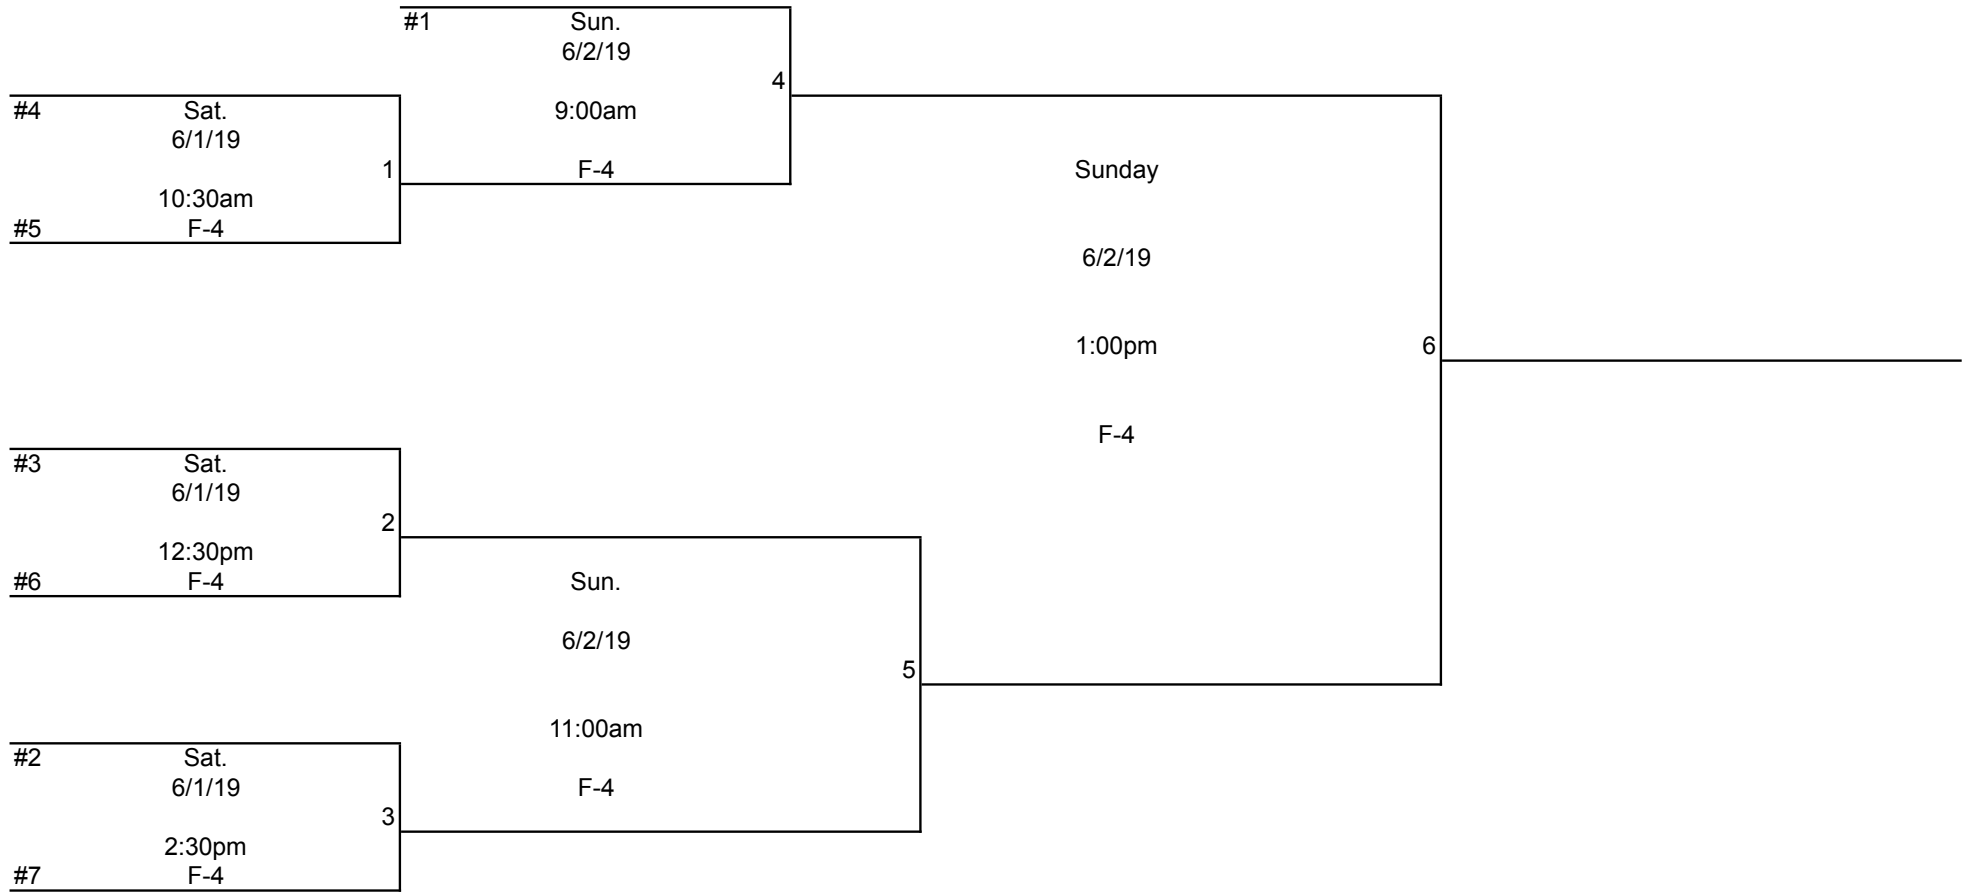 #1 Sun.
6/2/19
4
9:00am
F-4
#4 Sat.
6/1/19
1
10:30am
#5 F-4
Sunday
6/2/19
1:00pm
6
F-4
#3 Sat.
6/1/19
2
12:30pm
#6 F-4
Sun.
6/2/19
5
11:00am
F-4
#2 Sat.
6/1/19
3
2:30pm
#7 F-4